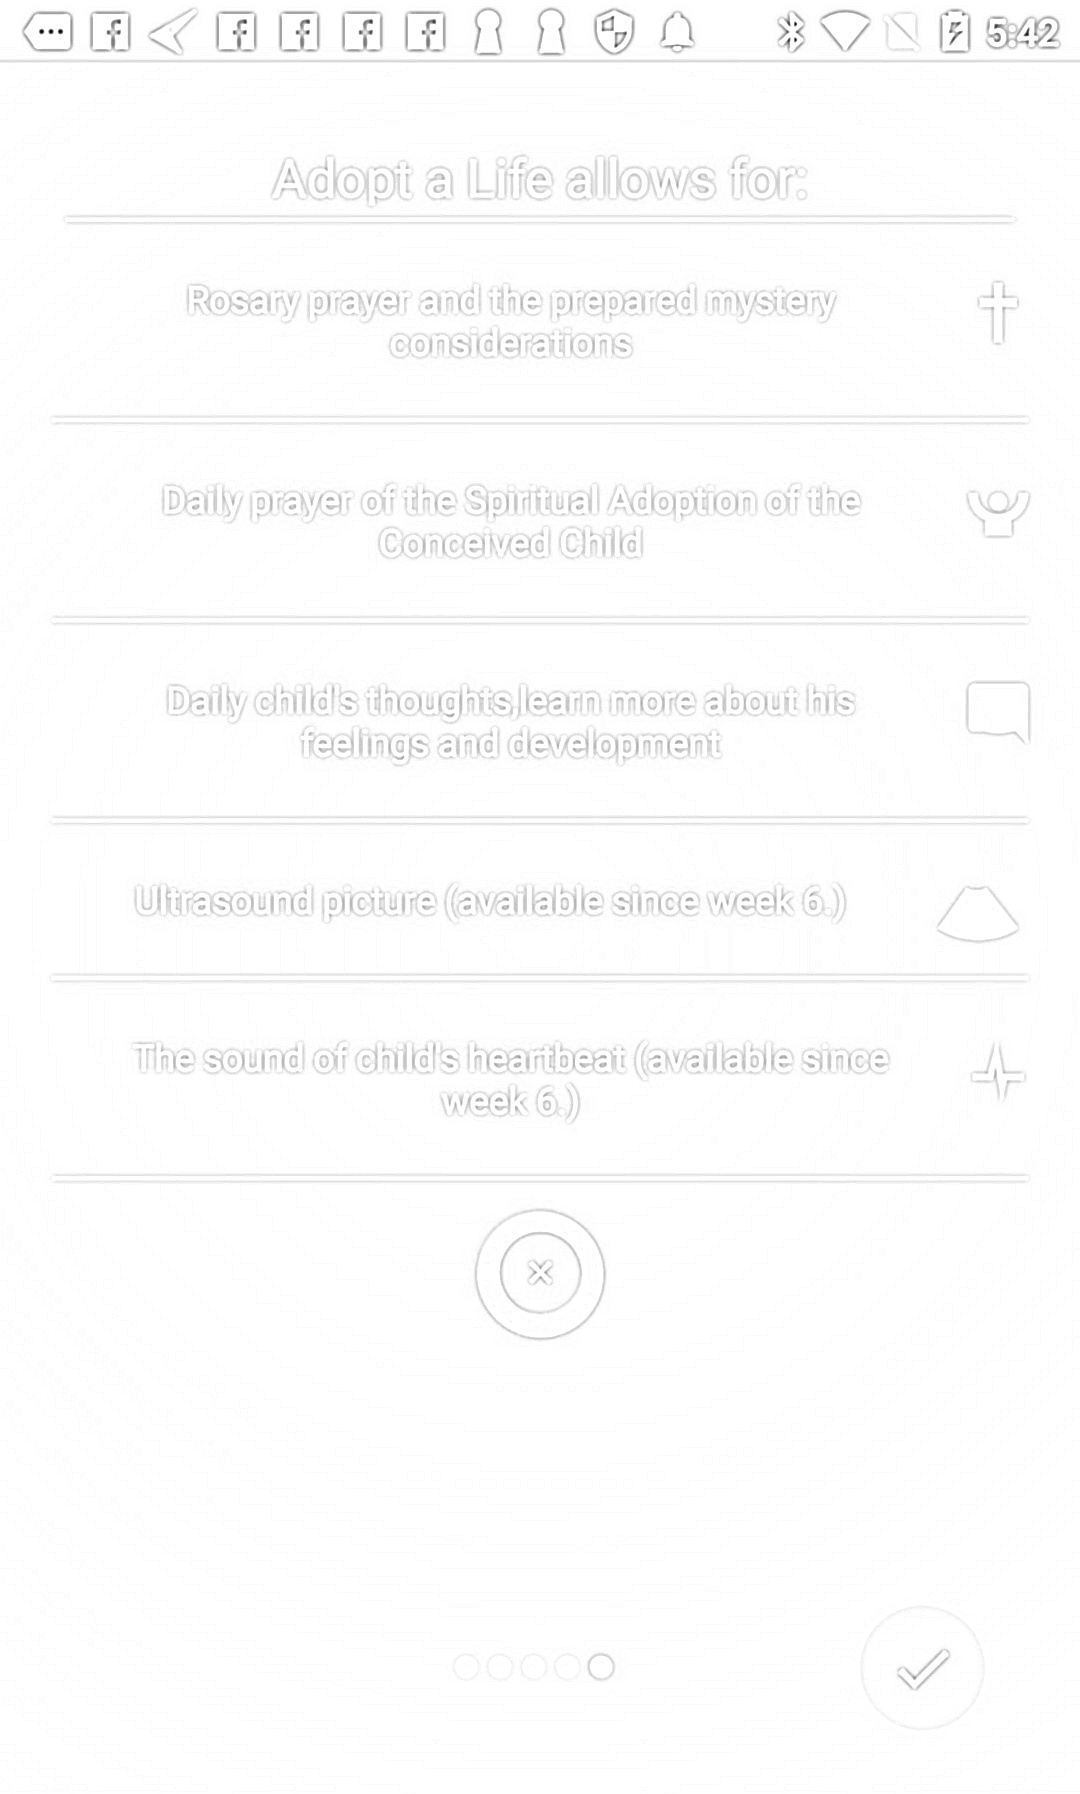 5:42
Adopt a Life allows for:
Rosary prayer and the prepared mystery
considerations
Daily prayer of the Spiritual Adoption of the
Conceived Child
Daily child's thoughts,learn more about his
feelings and development
Ultrasound picture (available since week 6.)
The sound of child's heartbeat (available since
week 6.)